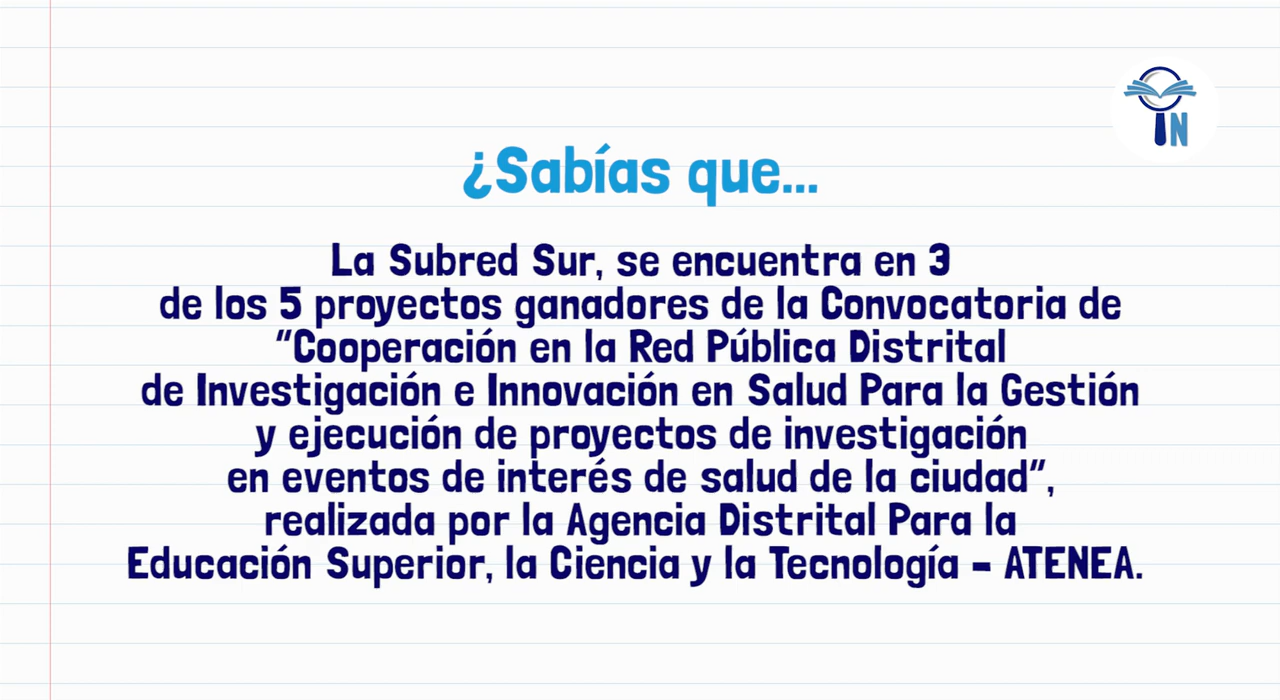 IN
¿Sabías que...
La Subred Sur, se encuentra en 3
de los 5 proyectos ganadores de la Convocatoria de
"Cooperación en la Red Pública Distrital
de Investigación e Innovación en Salud Para la Gestión
y ejecución de proyectos de investigación
en eventos de interés de salud de la ciudad",
realizada por la Agencia Distrital Para la
Educación Superior, la Ciencia y la Tecnología - ATENEA.